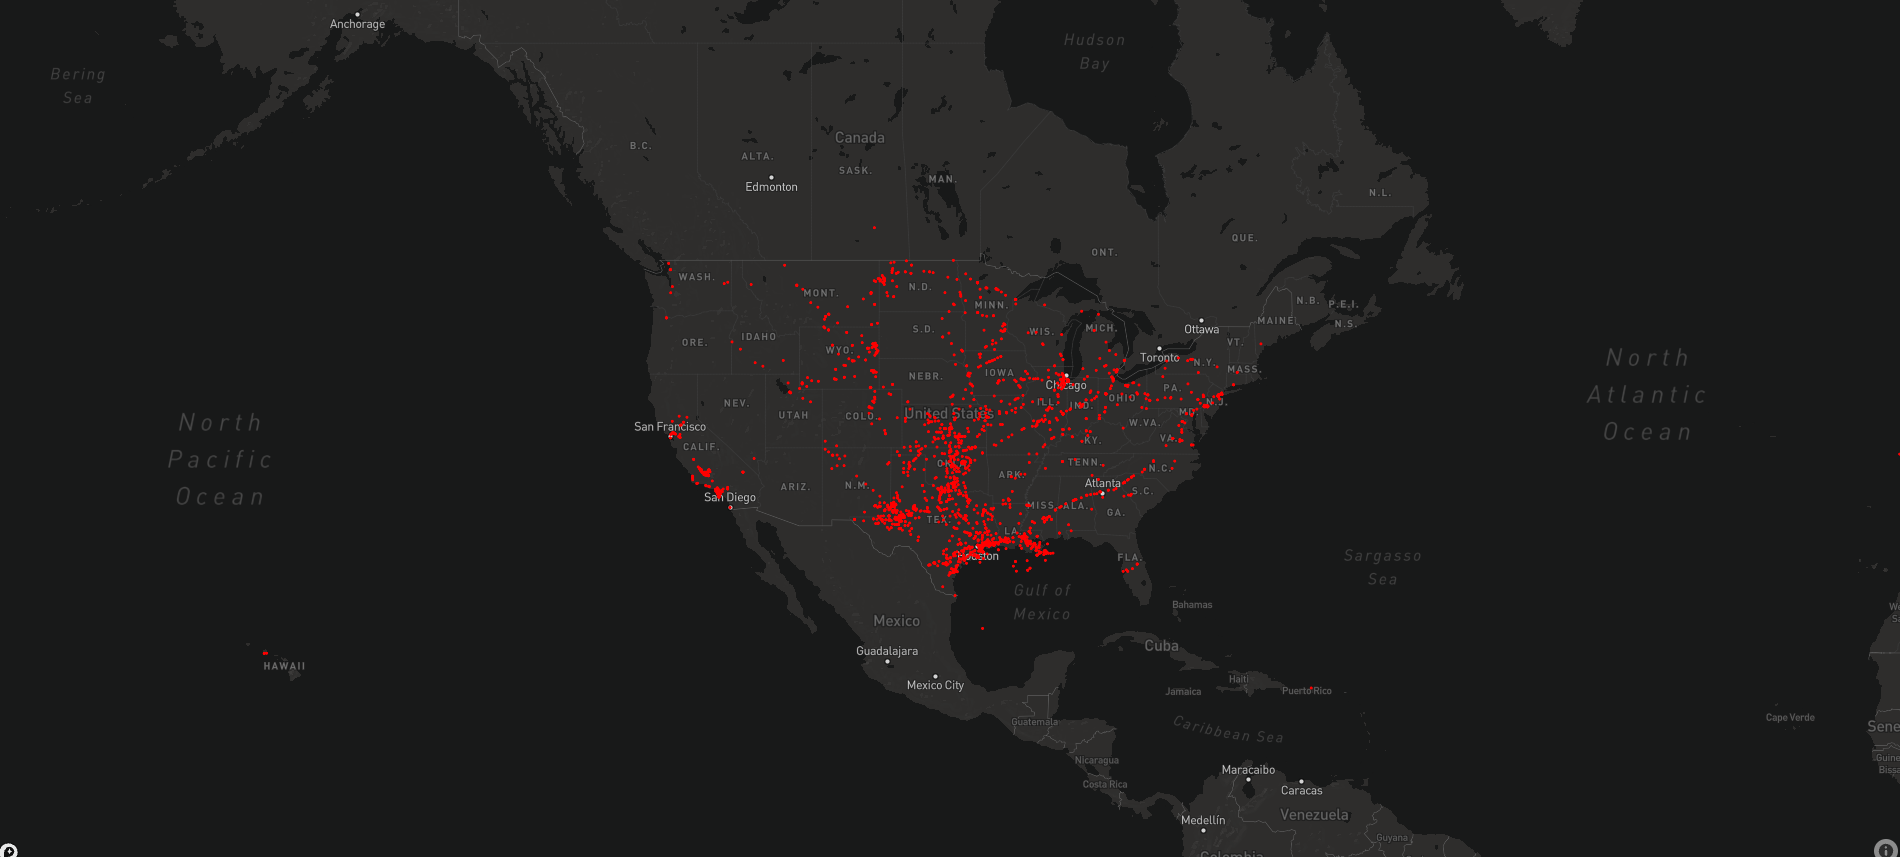 Anchorage
Hudson
Bay
Bering
Sea
Canada
B.C.
ALTA.
SASK.
MAN.
Edmonton
N.L.
QUE.
ONT.
WASH.
MONT.
N.D.
MINN.
N.B.
P.E.I.
N.S.
MAINE
Ottawa
ORE.
IDAHO
S.D.
WIS.
MICH.
VT.
WYO.
Toronto
N.Y.
MASS.
NEBR.
IOWA
Chicago
PA.
NEV.
UTAH
COLO.
United States
ILL.
IND.
OHIO
N.J.
MD.
W.VA.
San Francisco
CALIF.
KY.
VA.
OKLA.
ARK.
TENN.
N.C.
Atlanta
San Diego
ARIZ.
N.M.
TEX.
MISS.
ALA.
GA.
S.C.
LA.
Houston
FLA.
North
Pacific
Ocean
North
Atlantic
Ocean
Sargasso
Sea
Gulf of
Mexico
Bahamas
Mexico
Cuba
Guadalajara
Mexico City
HAWAII
Haiti
Jamaica
Puerto Rico
Guatemala
Caribbean Sea
Cape Verde
Nicaragua
Costa Rica
Maracaibo
Caracas
Venezuela
Medellín
Guyana
Colombia
We
Sene
Guine
Bissa